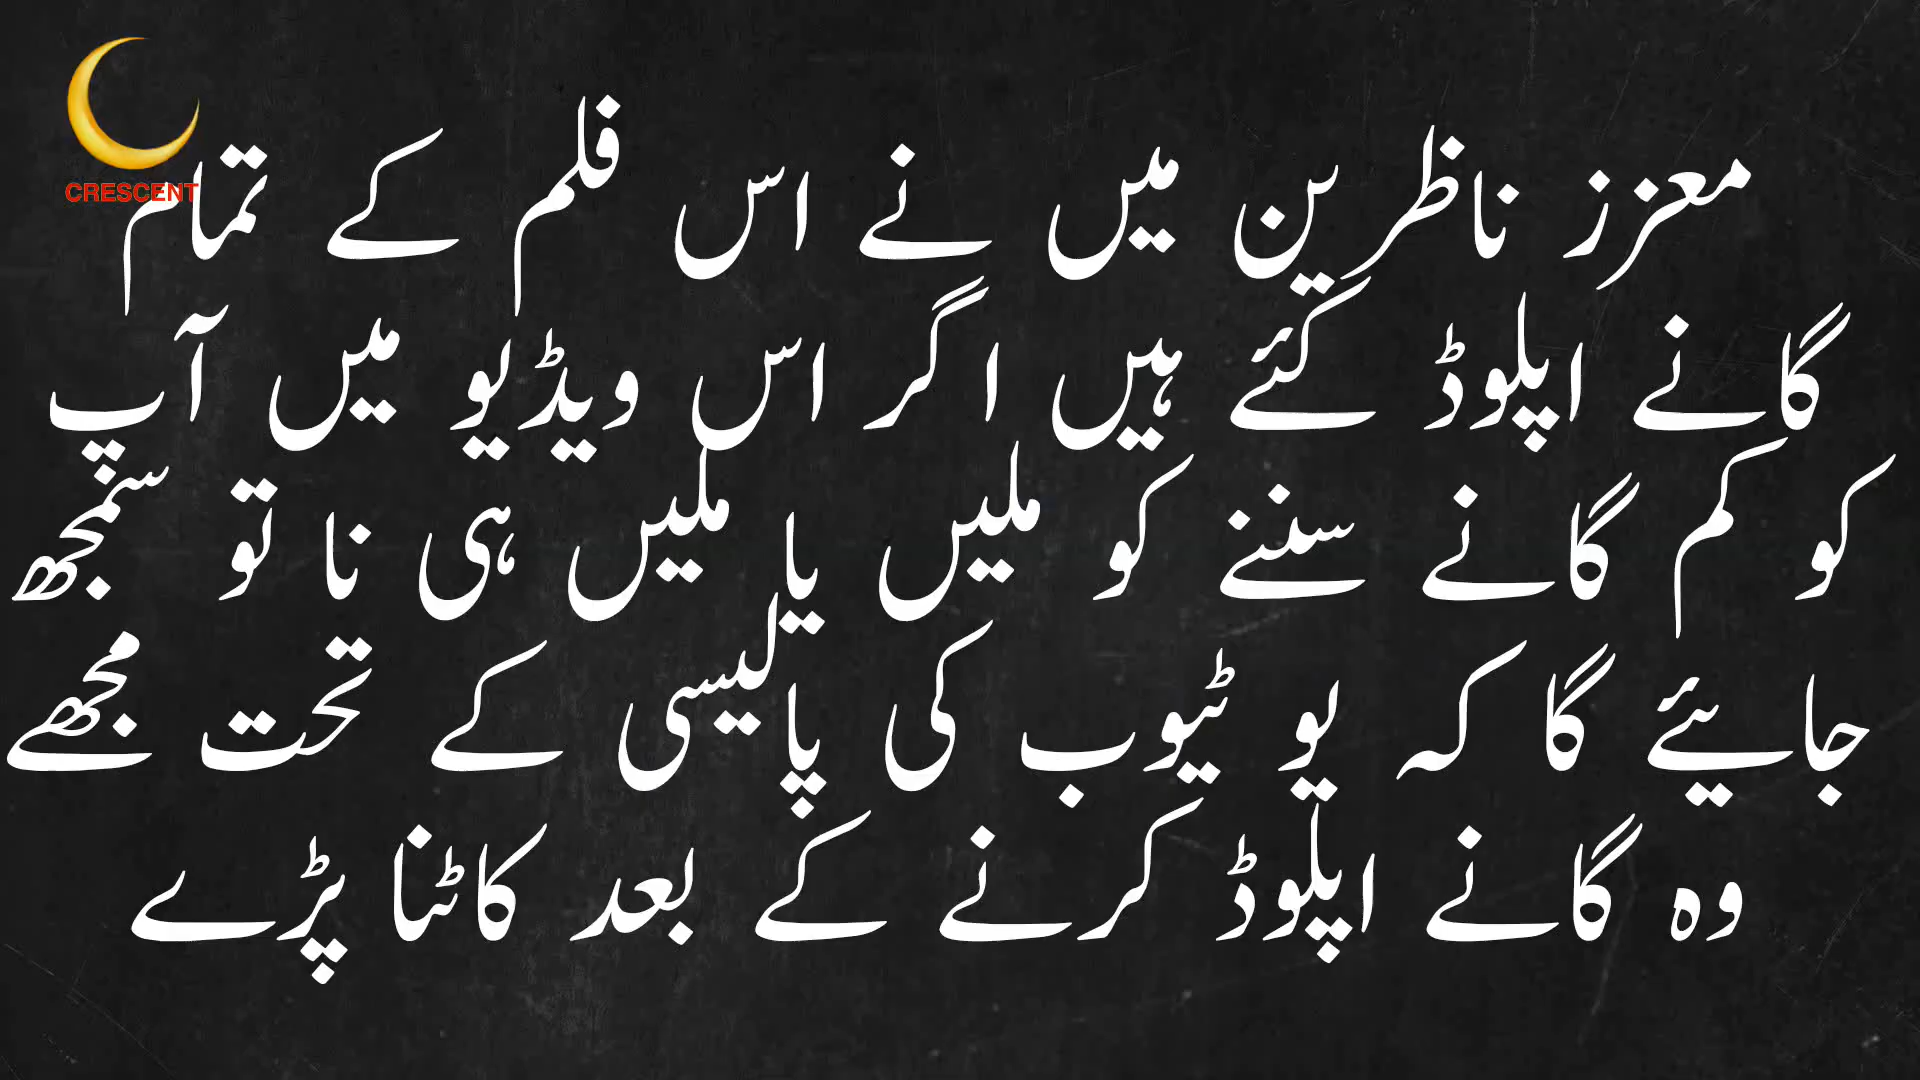 CRESCENT
معزز ناظرین میں نے اس فلم کے تمام
گانے اپلوڈ کئے ہیں اگر اس ویڈیو میں آپ
کو کم گانے سننے کو ملیں یا ملیں ہی نا تو سمجھ
جایئے گا کہ یو ٹیوب کی پالیسی کے تحت مجھے
وہ گانے اپلوڈ کرنے کے بعد کاٹنا پڑے